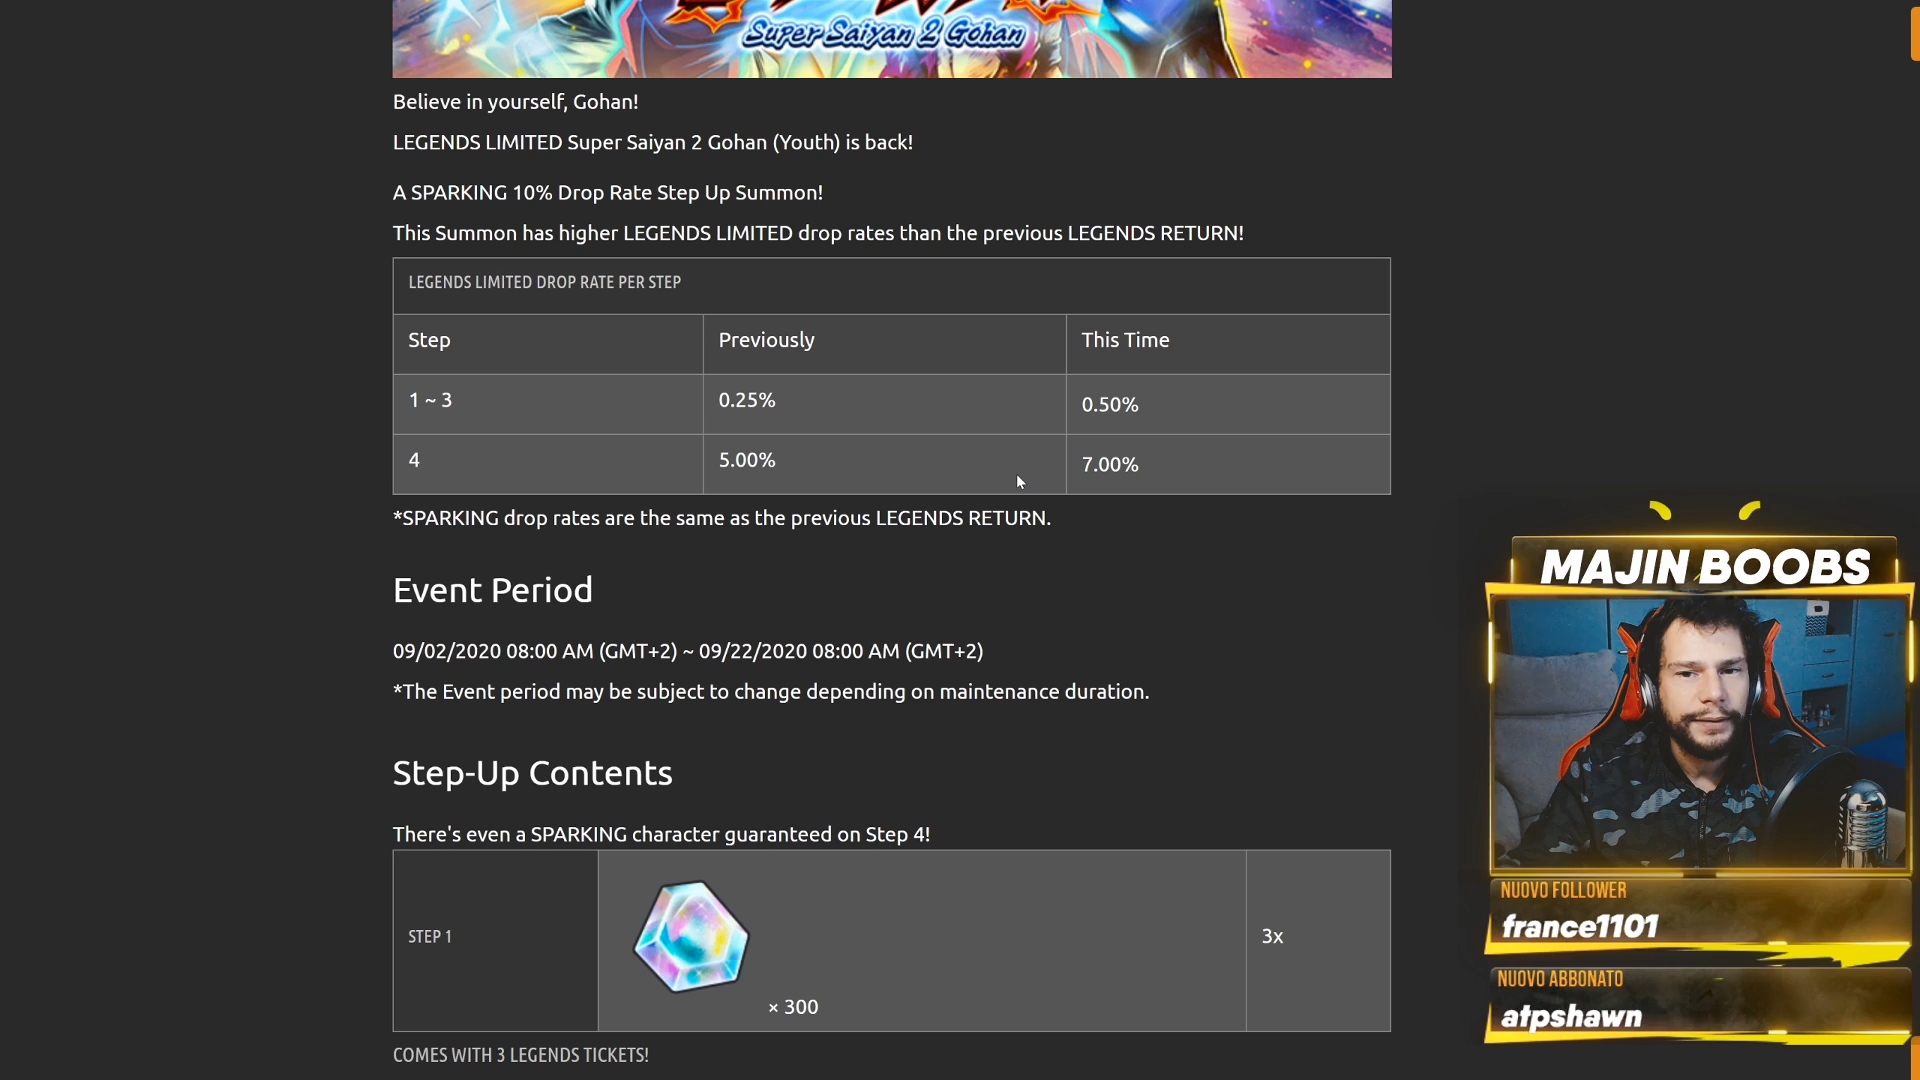 Super Saiyan 2 Gohan
Believe in yourself, Gohan!
LEGENDS LIMITED Super Saiyan 2 Gohan (Youth) is back!
A SPARKING 10% Drop Rate Step Up Summon!
This Summon has higher LEGENDS LIMITED drop rates than the previous LEGENDS RETURN!
LEGENDS LIMITED DROP RATE PER STEP
Step Previously This Time
1 ~ 3 0.25% 0.50%
4 5.00% 7.00%
*SPARKING drop rates are the same as the previous LEGENDS RETURN.
Event Period
09/02/2020 08:00 AM (GMT+2) ~ 09/22/2020 08:00 AM (GMT+2)
*The Event period may be subject to change depending on maintenance duration.
Step-Up Contents
There's even a SPARKING character guaranteed on Step 4!
STEP 1 × 300 3x
COMES WITH 3 LEGENDS TICKETS!
MAJIN BOOBS
NUOVO FOLLOWER
france1101
NUOVO ABBONATO
atpshawn